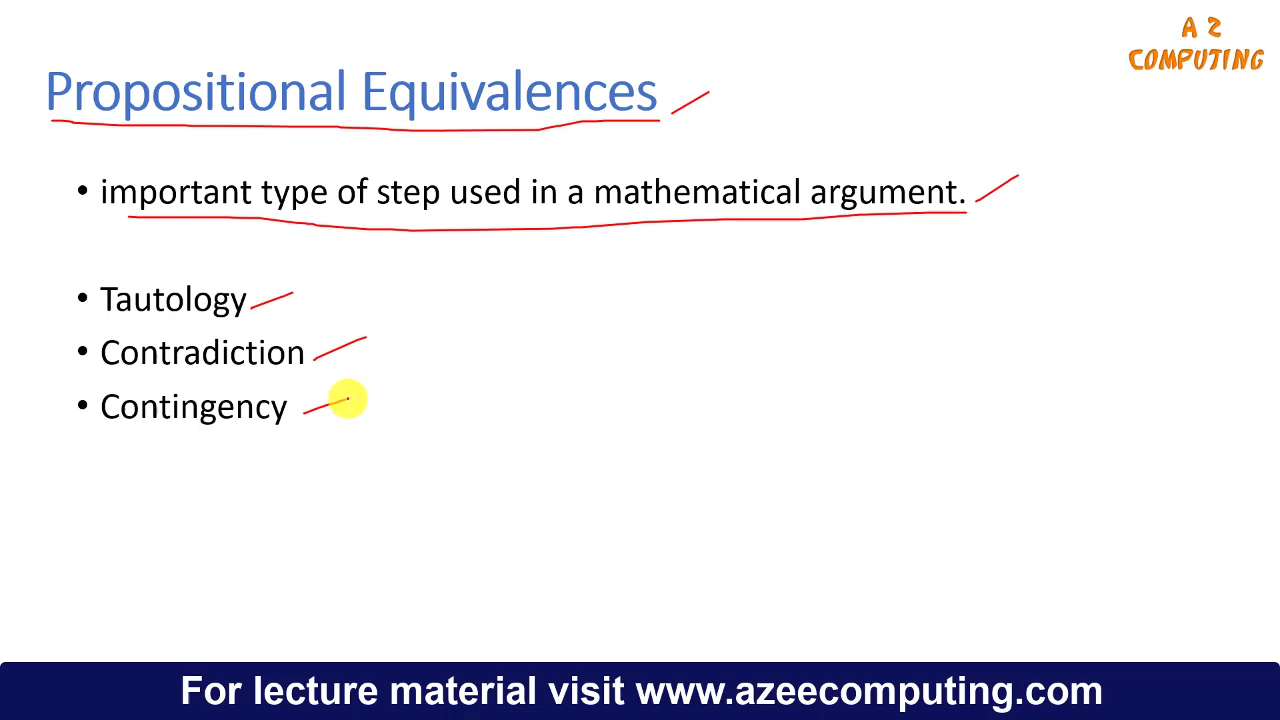 A Z
COMPUTING
Propositional Equivalences
• important type of step used in a mathematical argument.
• Tautology
• Contradiction
• Contingency
For lecture material visit www.azeecomputing.com